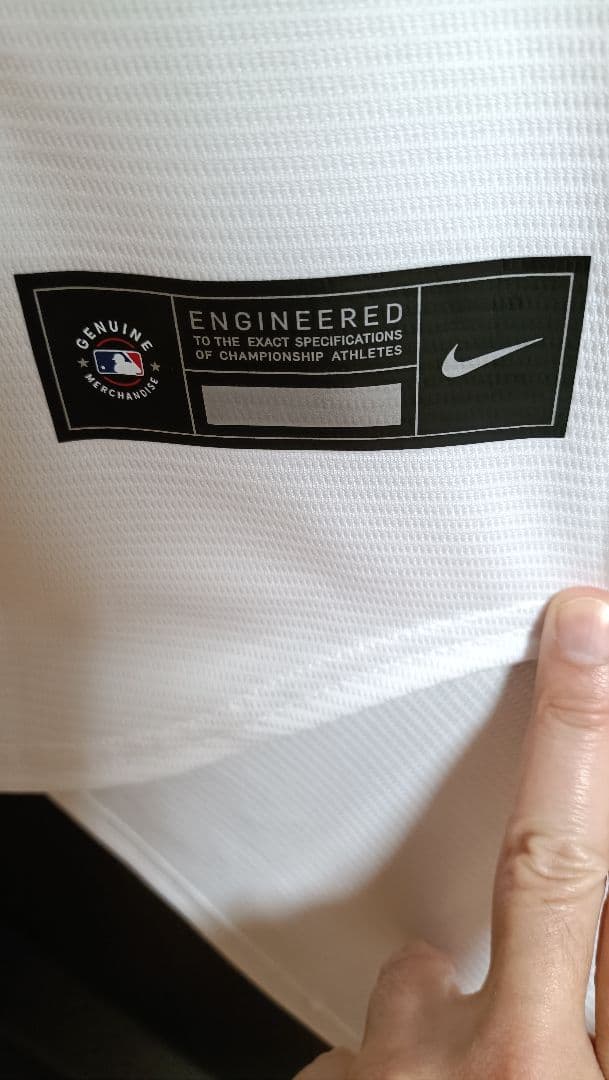 GENUINE
MERCHANDISE
ENGINEERED
TO THE EXACT SPECIFICATIONS
OF CHAMPIONSHIP ATHLETES